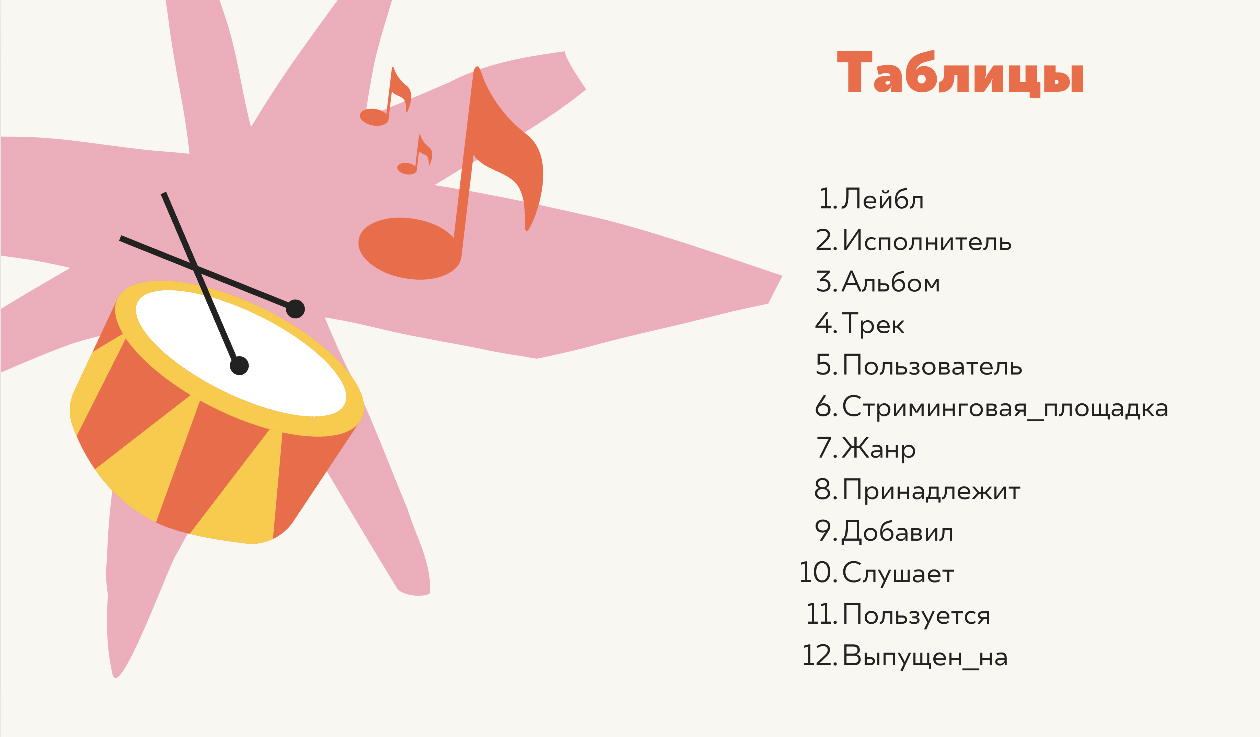 Таблицы
1. Лейбл
2. Исполнитель
3. Альбом
4. Трек
5. Пользователь
6. Стриминговая_площадка
7. Жанр
8. Принадлежит
9. Добавил
10. Слушает
11. Пользуется
12. Выпущен_на